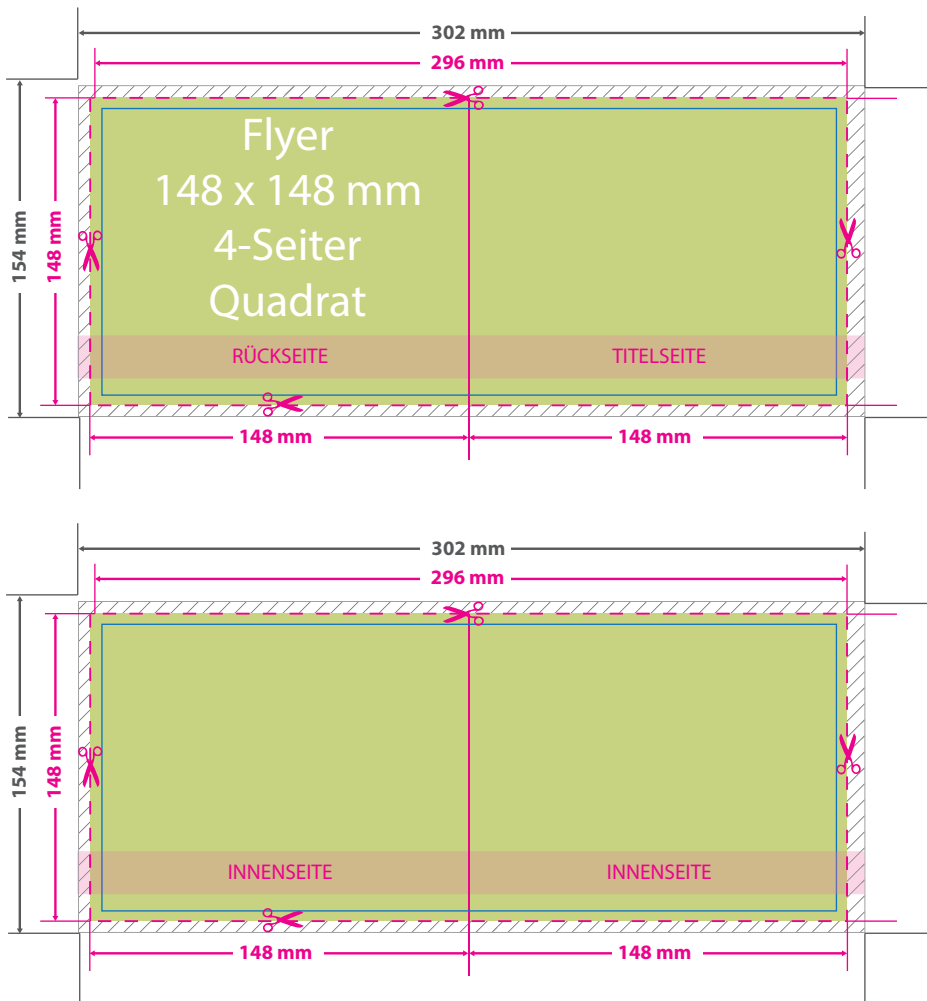 302 mm
296 mm
154 mm
148 mm
Flyer
148 x 148 mm
4-Seiter
Quadrat
RÜCKSEITE
TITELSEITE
148 mm
148 mm
302 mm
296 mm
154 mm
148 mm
INNENSEITE
INNENSEITE
148 mm
148 mm